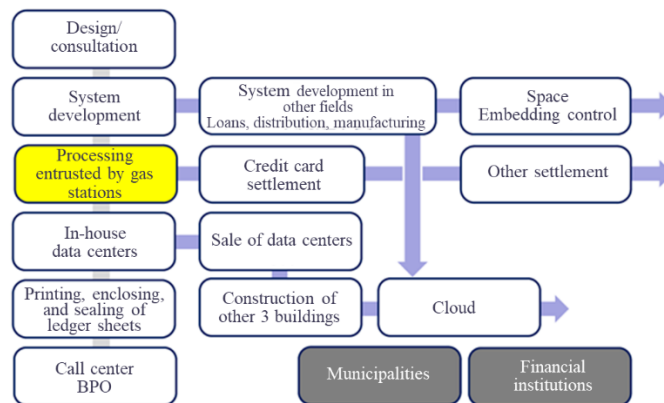 Design/
consultation
System
development
System development in
other fields
Loans, distribution, manufacturing
Space
Embedding control
Processing
entrusted by gas
stations
Credit card
settlement
Other settlement
In-house
data centers
Sale of data centers
Printing, enclosing,
and sealing of
ledger sheets
Construction of
other 3 buildings
Cloud
Call center
BPO
Municipalities
Financial
institutions